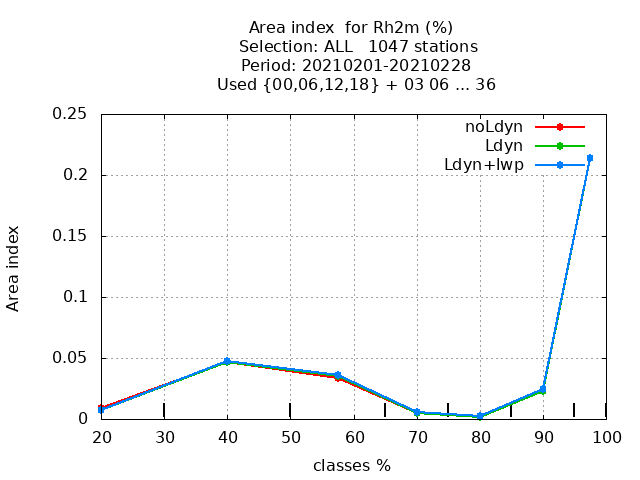 Area index  for Rh2m (%)
Selection: ALL   1047 stations
Period: 20210201-20210228
Used {00,06,12,18} + 03 06 ... 36
0.25
0.2
0.15
0.1
0.05
0
Area index
noLdyn
Ldyn
Ldyn+lwp
20 30 40 50 60 70 80 90 100
classes %